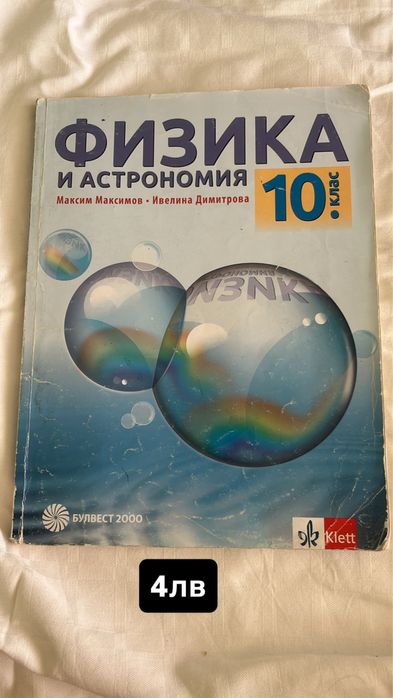 ФИЗИКА
И АСТРОНОМИЯ
Максим Максимов • Ивелина Димитрова
10. клас
БУЛВЕСТ 2000
Klett
4лв